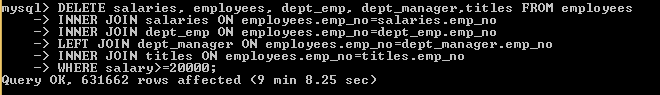 mysql> DELETE salaries, employees, dept_emp, dept_manager,titles FROM employees
    -> INNER JOIN salaries ON employees.emp_no=salaries.emp_no
    -> INNER JOIN dept_emp ON employees.emp_no=dept_emp.emp_no
    -> LEFT JOIN dept_manager ON employees.emp_no=dept_manager.emp_no
    -> INNER JOIN titles ON employees.emp_no=titles.emp_no
    -> WHERE salary>=20000;
Query OK, 631662 rows affected (9 min 8.25 sec)